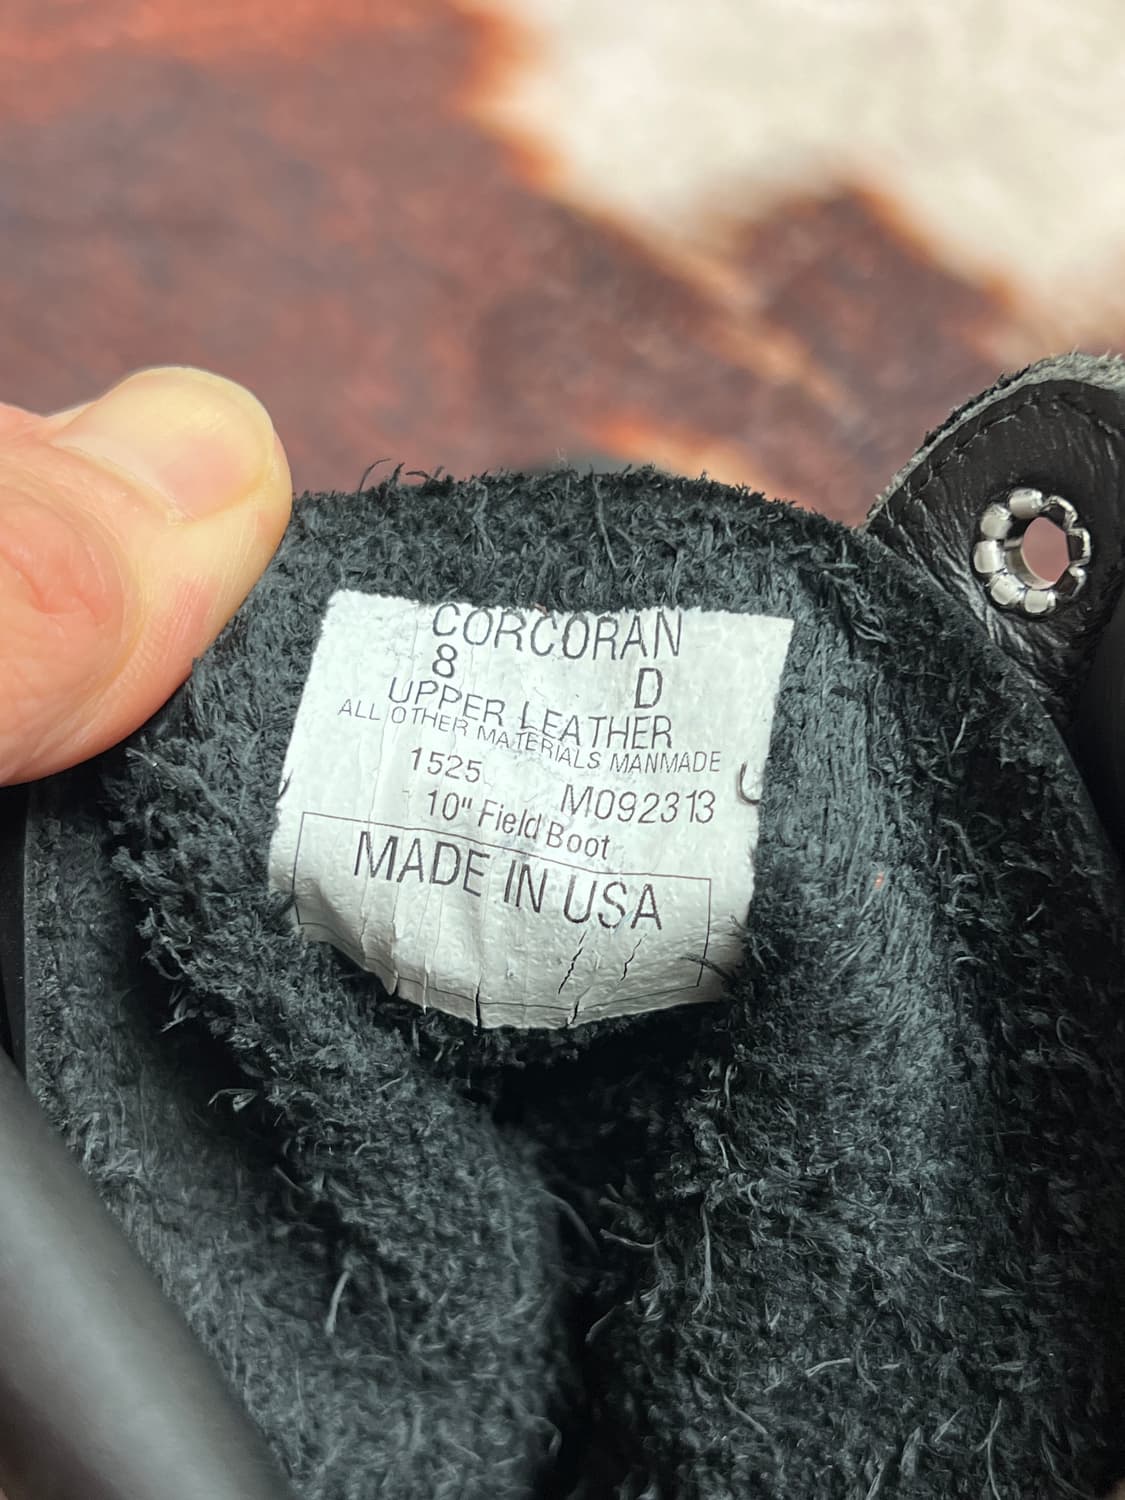 CORCORAN
8 D
UPPER LEATHER
ALL OTHER MATERIALS MANMADE
1525 M092313
10" Field Boot
MADE IN USA